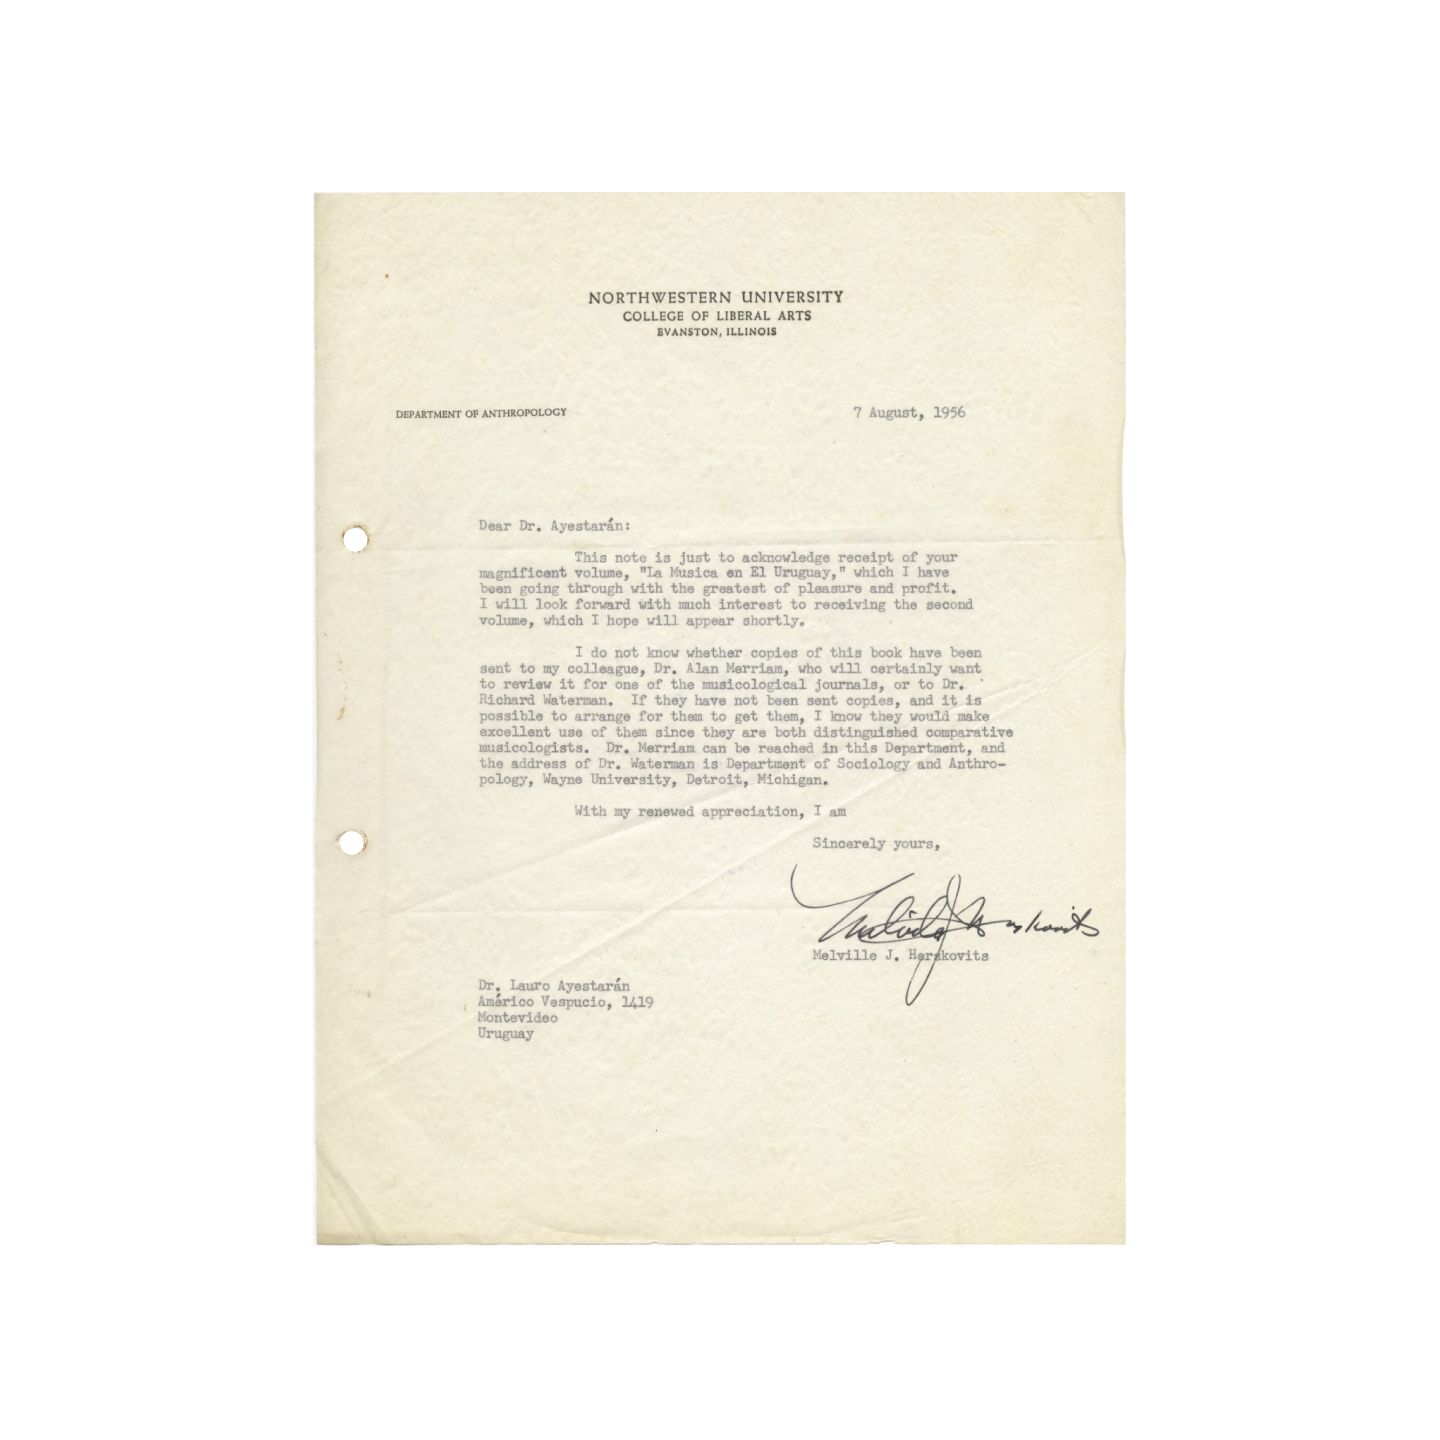 NORTHWESTERN UNIVERSITY
COLLEGE OF LIBERAL ARTS
EVANSTON, ILLINOIS
DEPARTMENT OF ANTHROPOLOGY
7 August, 1956
Dear Dr. Ayestarán:
This note is just to acknowledge receipt of your
magnificent volume, "La Musica en El Uruguay," which I have
been going through with the greatest of pleasure and profit.
I will look forward with much interest to receiving the second
volume, which I hope will appear shortly.
I do not know whether copies of this book have been
sent to my colleague, Dr. Alan Merriam, who will certainly want
to review it for one of the musicological journals, or to Dr.
Richard Waterman. If they have not been sent copies, and it is
possible to arrange for them to get them, I know they would make
excellent use of them since they are both distinguished comparative
musicologists. Dr. Merriam can be reached in this Department, and
the address of Dr. Waterman is Department of Sociology and Anthro-
pology, Wayne University, Detroit, Michigan.
With my renewed appreciation, I am
Sincerely yours,
Melville J. Herskovits
Melville J. Herskovits
Dr. Lauro Ayestarán
Américo Vespucio, 1419
Montevideo
Uruguay